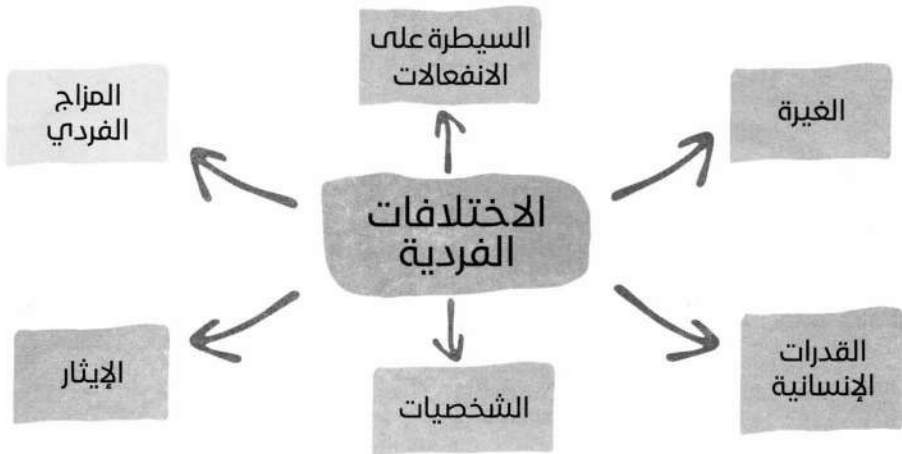 السيطرة على
الانفعالات
الغيرة
المزاج
الفردي
الاختلافات
الفردية
القدرات
الإنسانية
الشخصيات
الإيثار